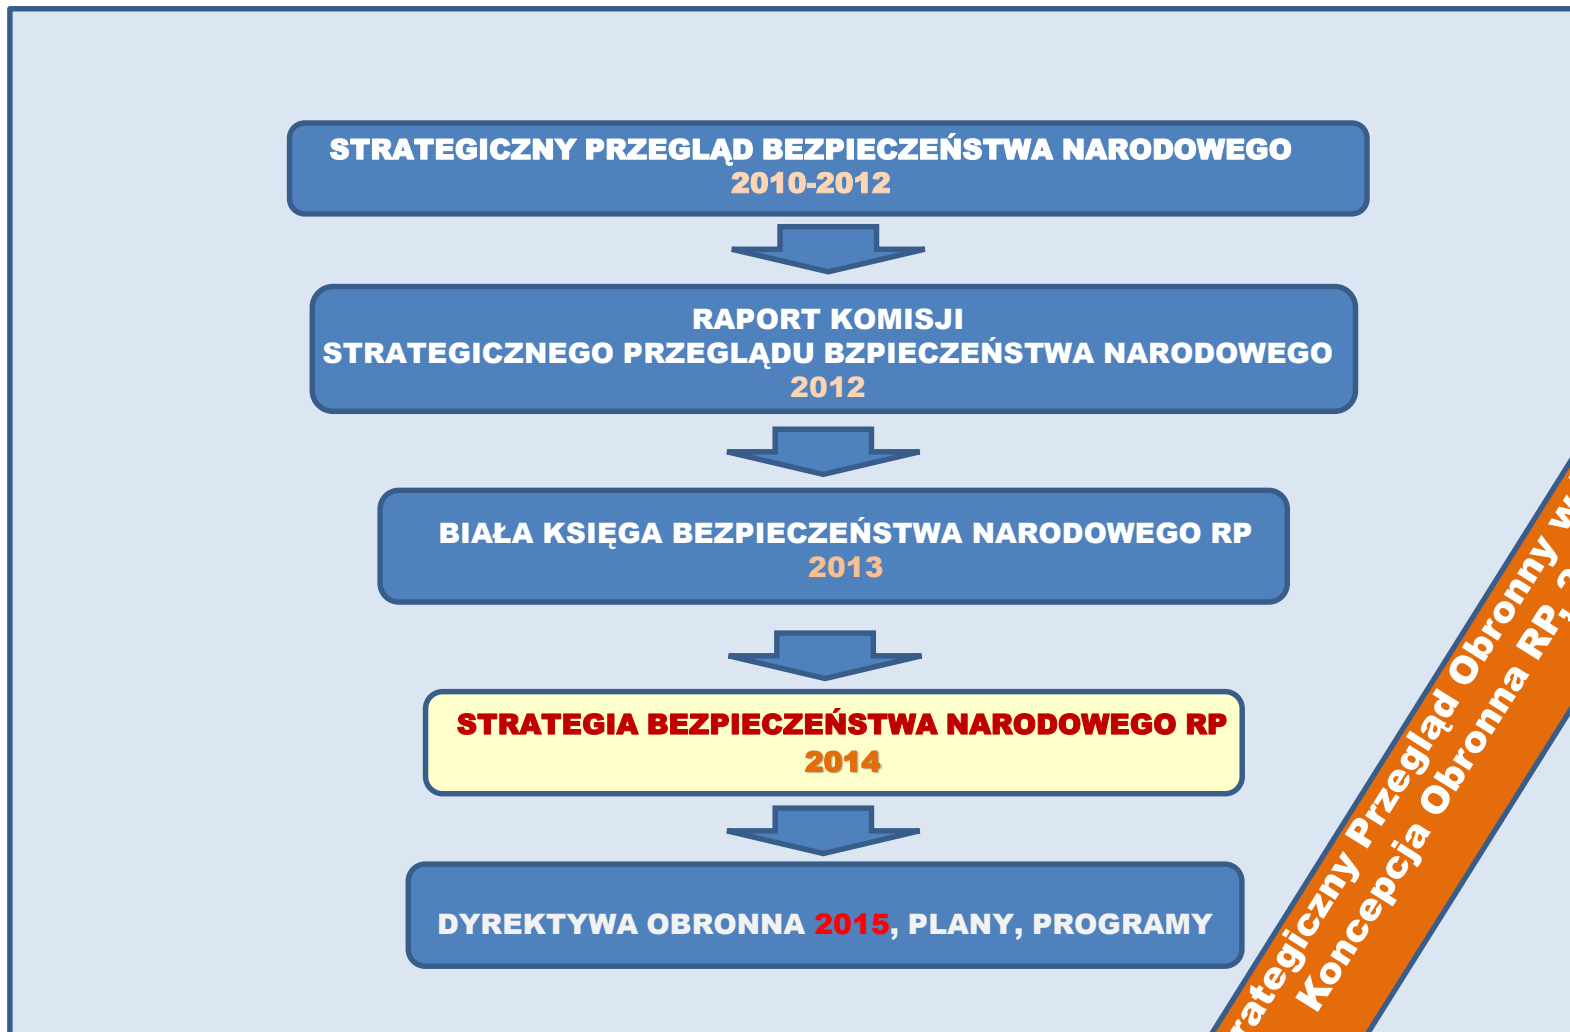 STRATEGICZNY PRZEGLĄD BEZPIECZEŃSTWA NARODOWEGO
2010-2012
RAPORT KOMISJI
STRATEGICZNEGO PRZEGLĄDU BZPIECZEŃSTWA NARODOWEGO
2012
BIAŁA KSIĘGA BEZPIECZEŃSTWA NARODOWEGO RP
2013
STRATEGIA BEZPIECZEŃSTWA NARODOWEGO RP
2014
DYREKTYWA OBRONNA 2015, PLANY, PROGRAMY
Przegląd Obronny w
Koncepcja Obronna RP,